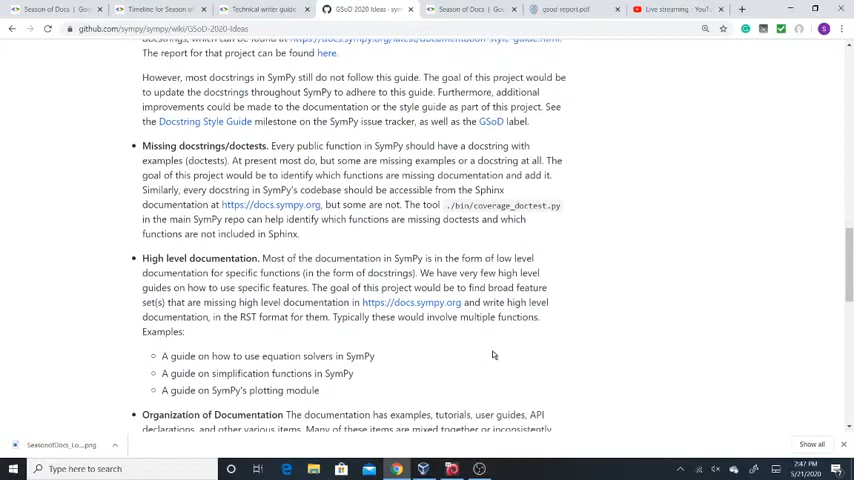 Season of Docs | Goo
Timeline for Season of
Technical writer guide
GSoD-2020 Ideas · sym
Season of Docs | Goo
gsod-report.pdf
Live streaming - YouTu
github.com/sympy/sympy/wiki/GSoD-2020-Ideas
docstrings, which can be found at https://docs.sympy.org/latest/documentation-style-guide.html.
The report for that project can be found here.
However, most docstrings in SymPy still do not follow this guide. The goal of this project would be
to update the docstrings throughout SymPy to adhere to this guide. Furthermore, additional
improvements could be made to the documentation or the style guide as part of this project. See
the Docstring Style Guide milestone on the SymPy issue tracker, as well as the GSoD label.
• Missing docstrings/doctests. Every public function in SymPy should have a docstring with
examples (doctests). At present most do, but some are missing examples or a docstring at all. The
goal of this project would be to identify which functions are missing documentation and add it.
Similarly, every docstring in SymPy's codebase should be accessible from the Sphinx
documentation at https://docs.sympy.org, but some are not. The tool ./bin/coverage_doctest.py
in the main SymPy repo can help identify which functions are missing doctests and which
functions are not included in Sphinx.
• High level documentation. Most of the documentation in SymPy is in the form of low level
documentation for specific functions (in the form of docstrings). We have very few high level
guides on how to use specific features. The goal of this project would be to find broad feature
set(s) that are missing high level documentation in https://docs.sympy.org and write high level
documentation, in the RST format for them. Typically these would involve multiple functions.
Examples:
○ A guide on how to use equation solvers in SymPy
○ A guide on simplification functions in SymPy
○ A guide on SymPy's plotting module
• Organization of Documentation The documentation has examples, tutorials, user guides, API
declarations, and other various items. Many of these items are mixed together or inconsistently
Show all
Type here to search
2:47 PM
5/21/2020